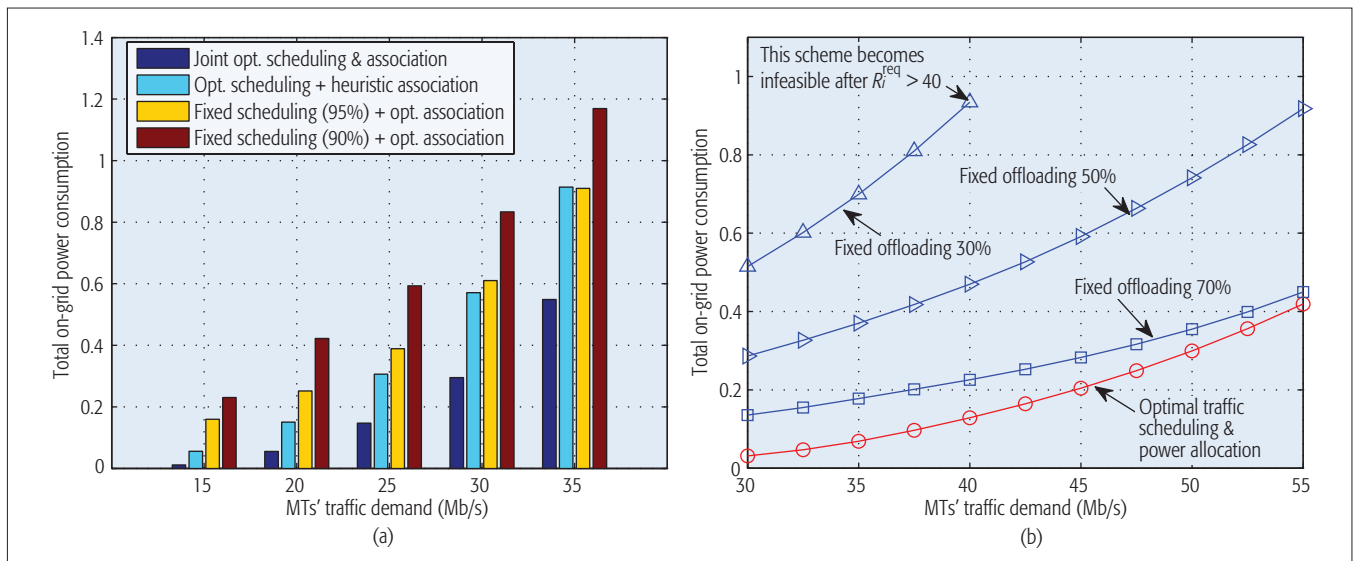 1.4
1.2
1
0.8
0.6
0.4
0.2
0
Total on-grid power consumption
Joint opt. scheduling & association
Opt. scheduling + heuristic association
Fixed scheduling (95%) + opt. association
Fixed scheduling (90%) + opt. association
15 20 25 30 35
MTs' traffic demand (Mb/s)
(a)
1
0.8
0.6
0.4
0.2
0
Total on-grid power consumption
This scheme becomes
infeasible after Ri^req > 40
Fixed offloading 50%
Fixed offloading 30%
Fixed offloading 70%
Optimal traffic
scheduling &
power allocation
30 35 40 45 50 55
MTs' traffic demand (Mb/s)
(b)